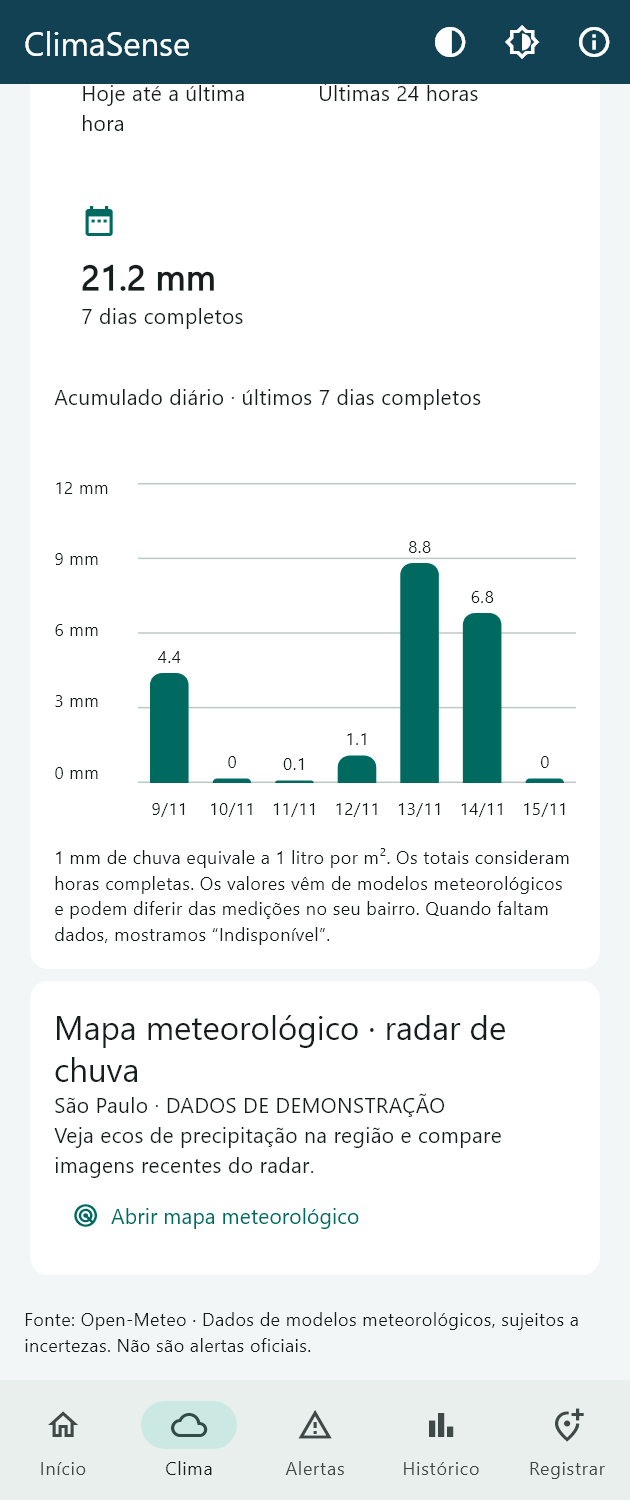 ClimaSense
Hoje até a última
hora
Últimas 24 horas
21.2 mm
7 dias completos
Acumulado diário · últimos 7 dias completos
12 mm
9 mm
6 mm
3 mm
0 mm
4.4
0
0.1
1.1
8.8
6.8
0
9/11
10/11
11/11
12/11
13/11
14/11
15/11
1 mm de chuva equivale a 1 litro por m². Os totais consideram
horas completas. Os valores vêm de modelos meteorológicos
e podem diferir das medições no seu bairro. Quando faltam
dados, mostramos “Indisponível”.
Mapa meteorológico · radar de
chuva
São Paulo · DADOS DE DEMONSTRAÇÃO
Veja ecos de precipitação na região e compare
imagens recentes do radar.
Abrir mapa meteorológico
Fonte: Open-Meteo · Dados de modelos meteorológicos, sujeitos a
incertezas. Não são alertas oficiais.
Início
Clima
Alertas
Histórico
Registrar